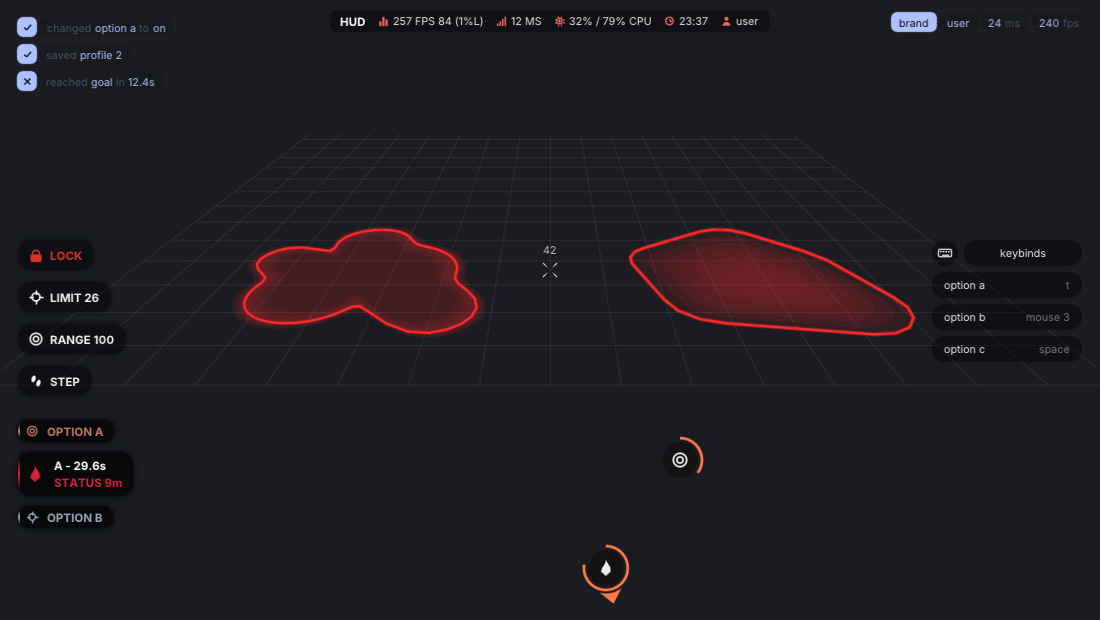 changed option a to on
saved profile 2
reached goal in 12.4s
HUD 257 FPS 84 (1%L) 12 MS 32% / 79% CPU 23:37 user
brand user 24 ms 240 fps
42
LOCK
LIMIT 26
RANGE 100
STEP
keybinds
option a t
option b mouse 3
option c space
OPTION A
A - 29.6s
STATUS 9m
OPTION B